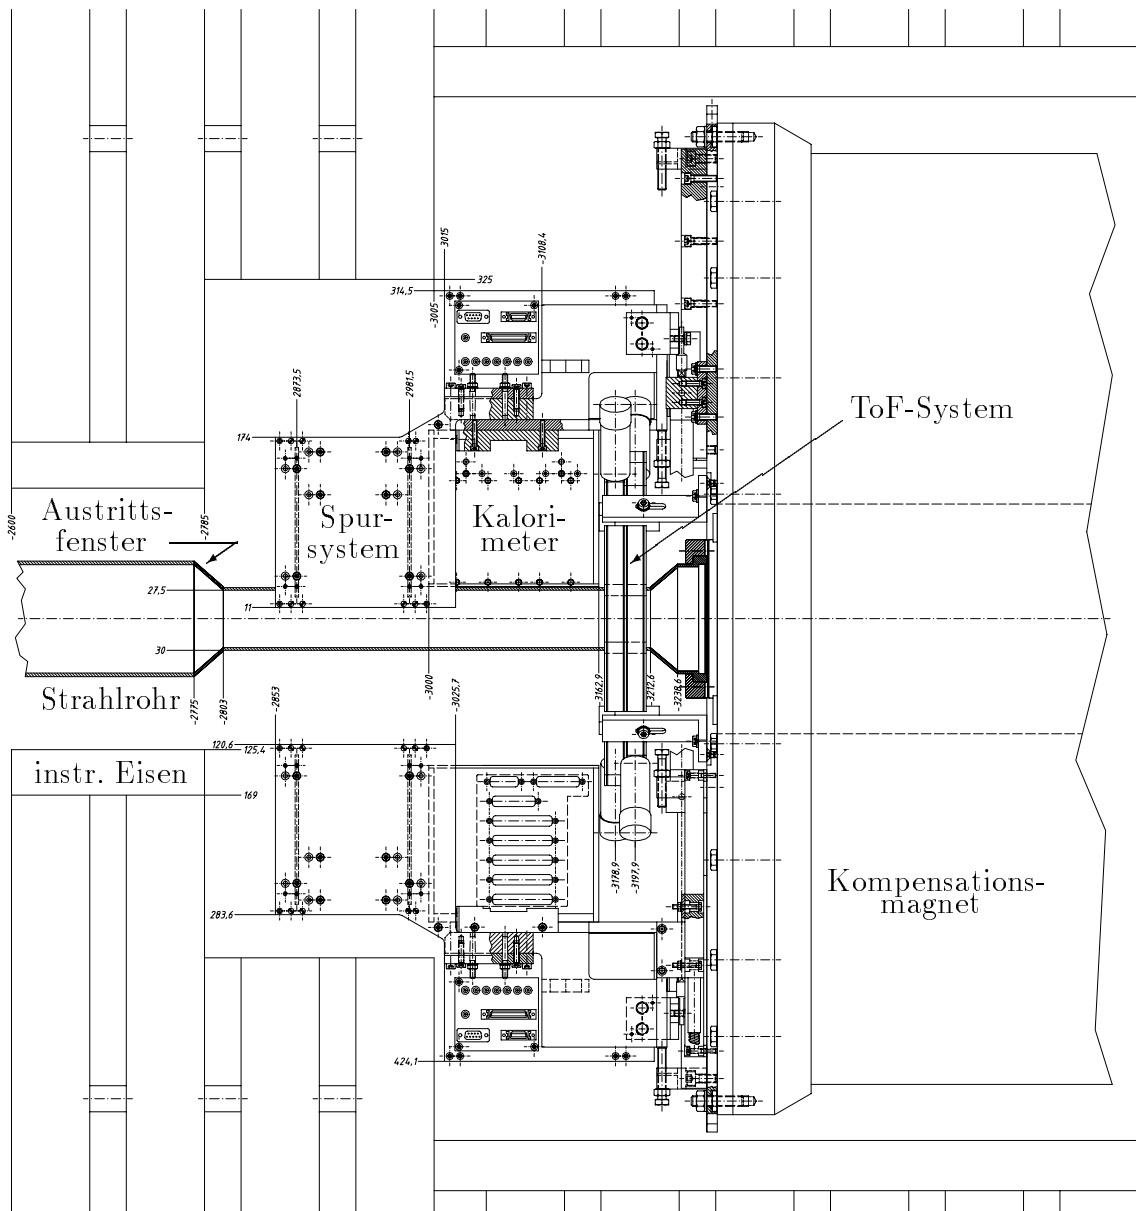 -3015
-3108,4
325
314,5
-3005
-2873,5
-2981,5
ToF-System
174
-2600
Austritts-
fenster
-2785
Spur-
system
Kalori-
meter
27,5
11
30
Strahlrohr
-2775
-2803
-2853
-3000
-3025,7
-3162,9
-3212,6
-3238,6
120,6
125,4
instr. Eisen
169
-3178,9
-3197,9
Kompensations-
magnet
283,6
424,1